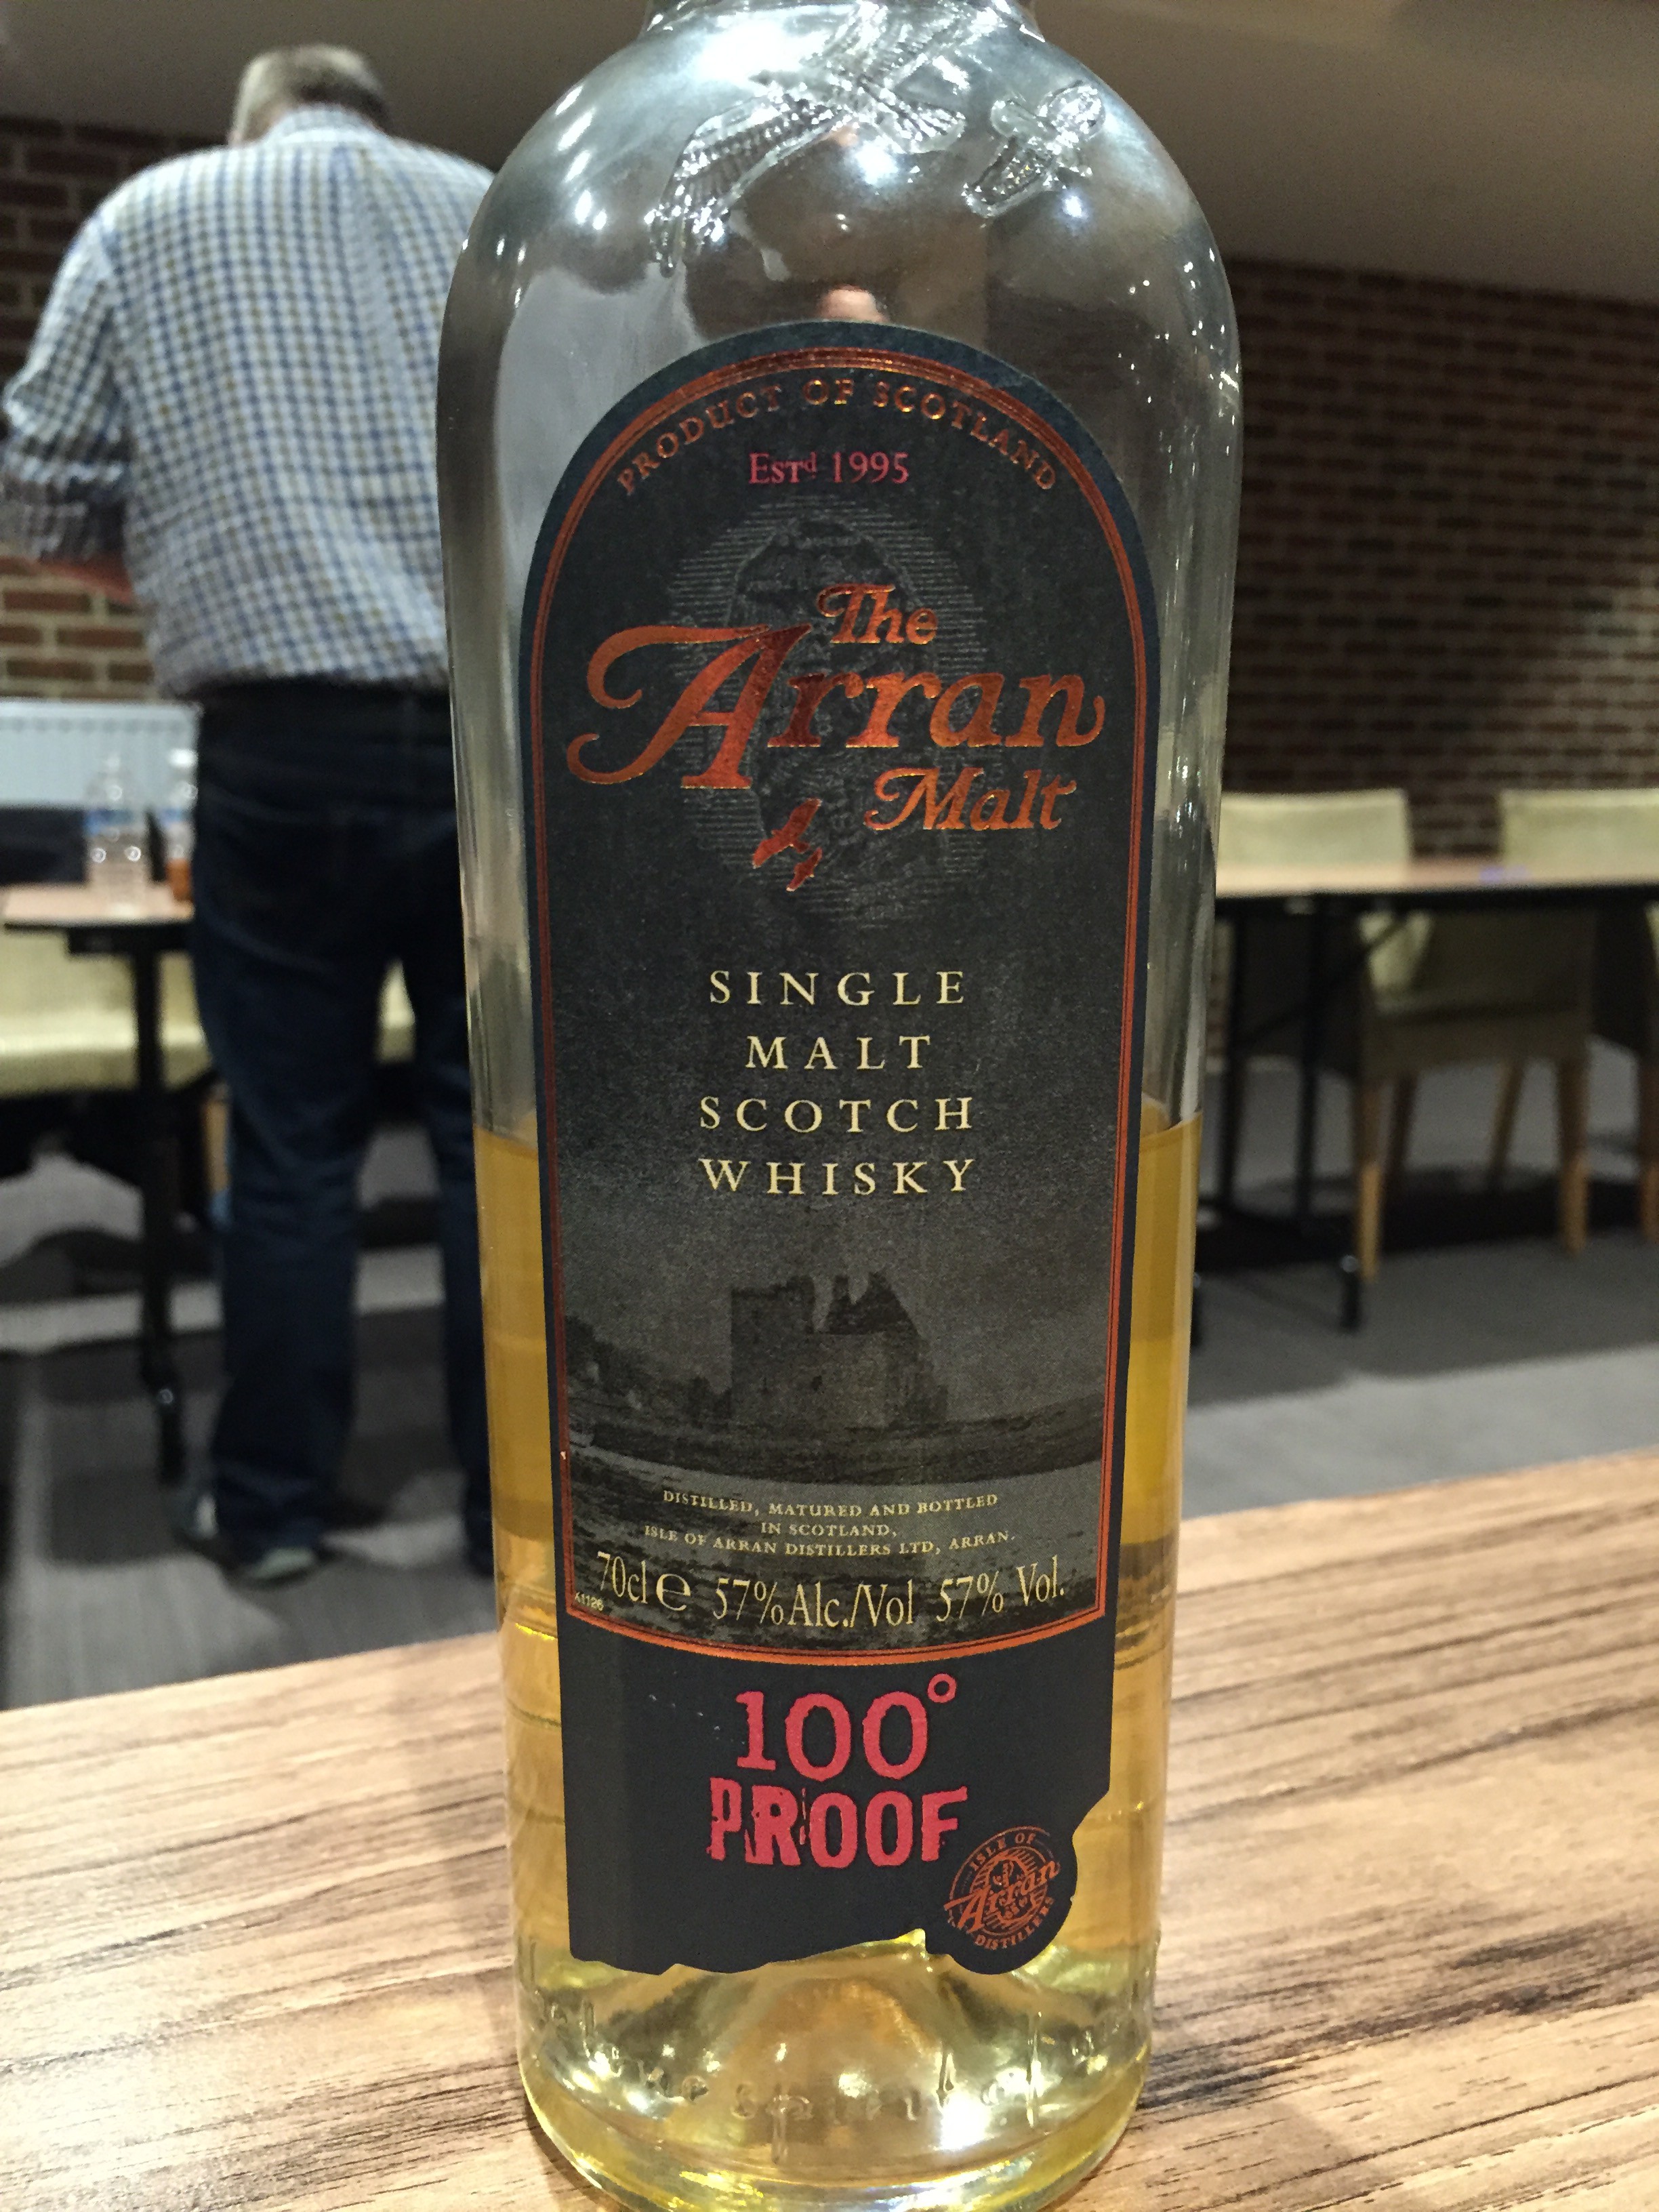 PRODUCT OF SCOTLAND
ESTd 1995
The
Arran
Malt
SINGLE
MALT
SCOTCH
WHISKY
DISTILLED, MATURED AND BOTTLED
IN SCOTLAND,
ISLE OF ARRAN DISTILLERS LTD, ARRAN.
70cl e 57%Alc./Vol 57% Vol.
100°
PROOF
ISLE OF
Arran
DISTILLERS